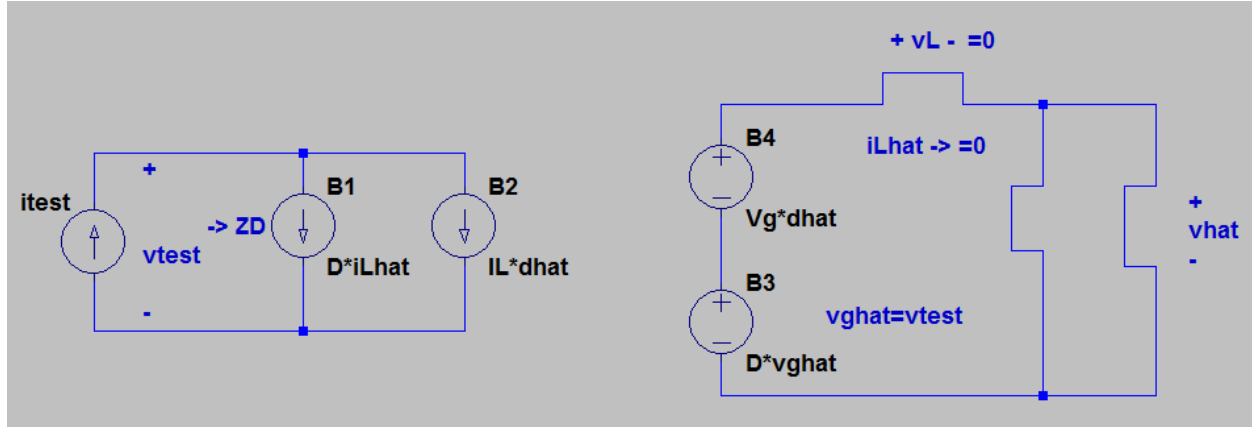 itest
+
vtest
-
-> ZD
B1
D*iLhat
B2
IL*dhat
+ vL - =0
iLhat -> =0
B4
Vg*dhat
B3
D*vghat
vghat=vtest
+
vhat
-